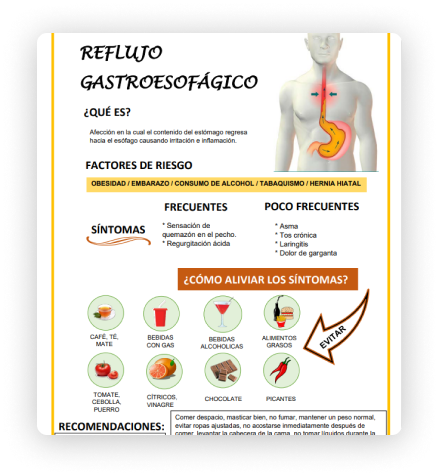 REFLUJO
GASTROESOFÁGICO
¿QUÉ ES?
Afección en la cual el contenido del estómago regresa
hacia el esófago causando irritación e inflamación.
FACTORES DE RIESGO
OBESIDAD / EMBARAZO / CONSUMO DE ALCOHOL / TABAQUISMO / HERNIA HIATAL
SÍNTOMAS
FRECUENTES
* Sensación de
quemazón en el pecho.
* Regurgitación ácida
POCO FRECUENTES
* Asma
* Tos crónica
* Laringitis
* Dolor de garganta
¿CÓMO ALIVIAR LOS SÍNTOMAS?
EVITAR
CAFÉ, TÉ,
MATE
BEBIDAS
CON GAS
BEBIDAS
ALCOHOLICAS
ALIMENTOS
GRASOS
TOMATE,
CEBOLLA,
PUERRO
CÍTRICOS,
VINAGRE
CHOCOLATE
PICANTES
RECOMENDACIONES:
Comer despacio, masticar bien, no fumar, mantener un peso normal,
evitar ropas ajustadas, no acostarse inmediatamente después de
comer, levantar la cabecera de la cama, no tomar líquidos durante la